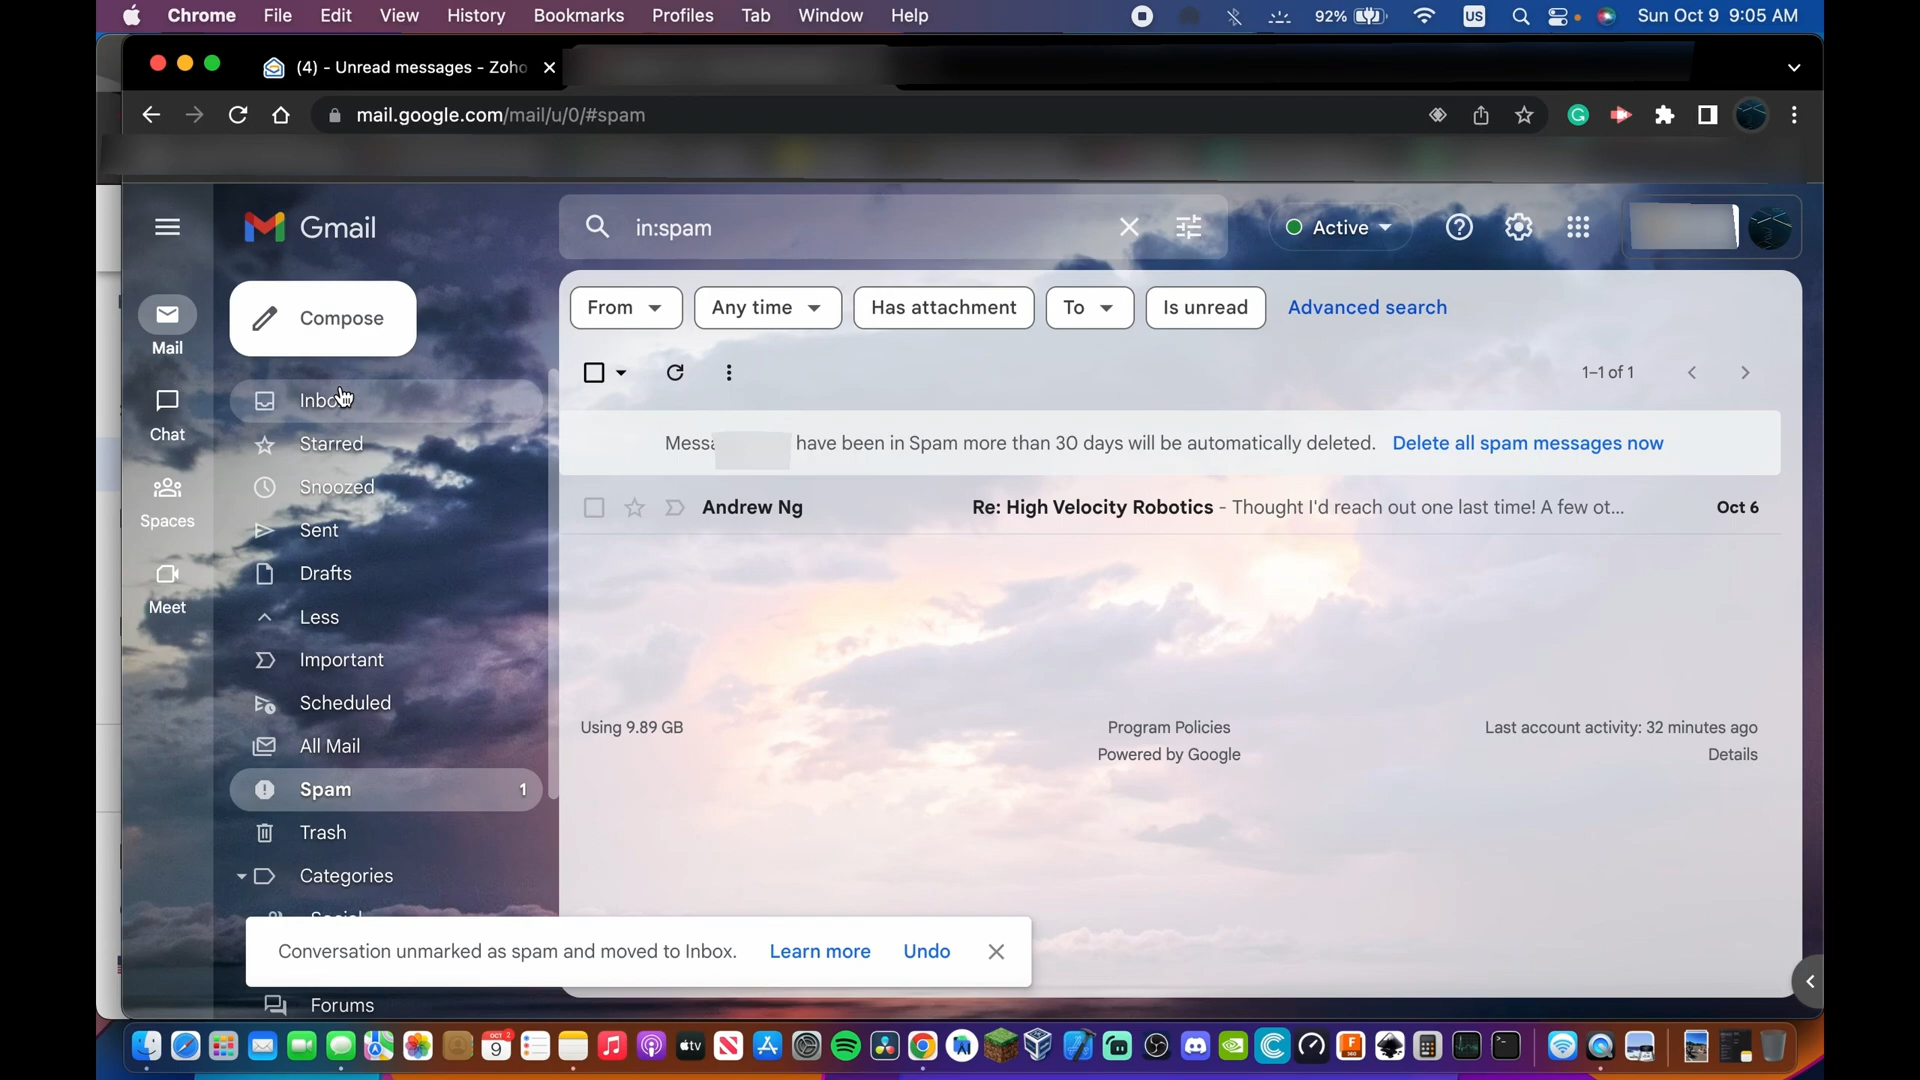 Chrome File Edit View History Bookmarks Profiles Tab Window Help 92% US Sun Oct 9 9:05 AM
(4) - Unread messages - Zoho
mail.google.com/mail/u/0/#spam
Gmail
in:spam
Active
Compose
From Any time Has attachment To Is unread Advanced search
Mail
1–1 of 1
Inbox
Chat
Starred
have been in Spam more than 30 days will be automatically deleted. Delete all spam messages now
Snoozed
Andrew Ng Re: High Velocity Robotics - Thought I'd reach out one last time! A few ot... Oct 6
Spaces
Sent
Drafts
Meet
Less
Important
Scheduled
Using 9.89 GB
Program Policies
Last account activity: 32 minutes ago
All Mail
Powered by Google
Details
Spam 1
Trash
Categories
Conversation unmarked as spam and moved to Inbox. Learn more Undo
Forums
OCT
9
tv